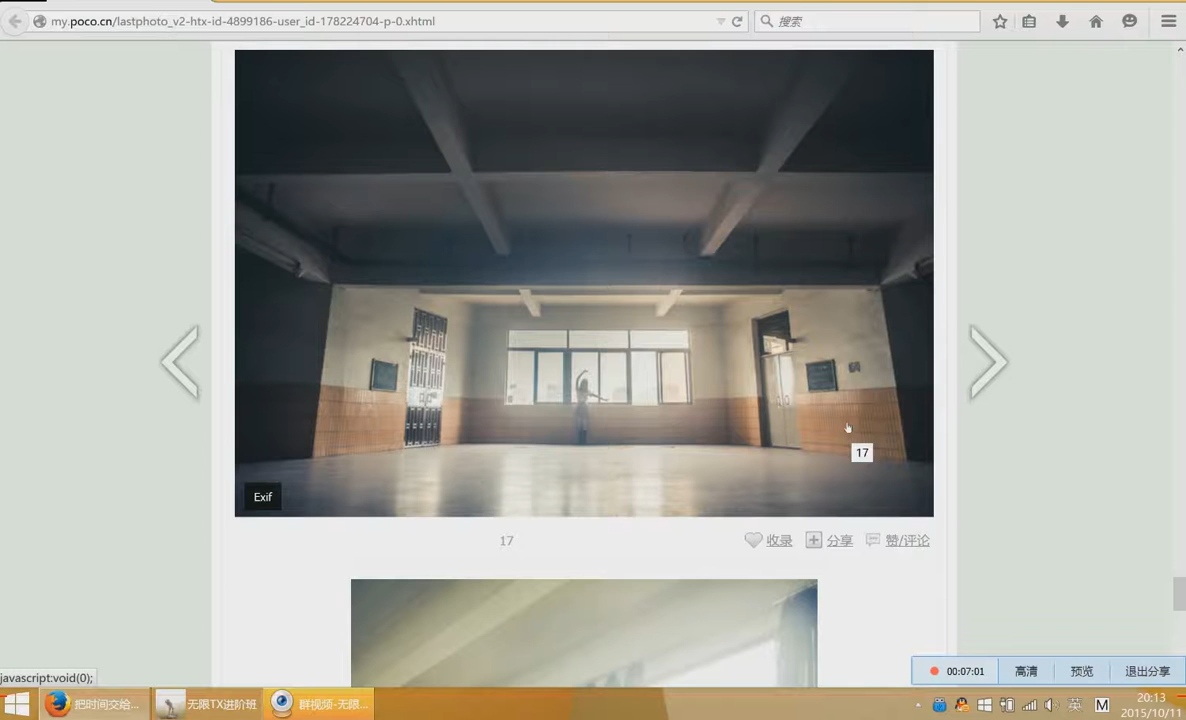 my.poco.cn/lastphoto_v2-htx-id-4899186-user_id-178224704-p-0.xhtml
搜索
17
Exif
17
收录
分享
赞/评论
00:07:01
高清
预览
退出分享
javascript:void(0);
把时间交给...
无限TX进阶班
群视频-无限...
英
M
20:13
2015/10/11